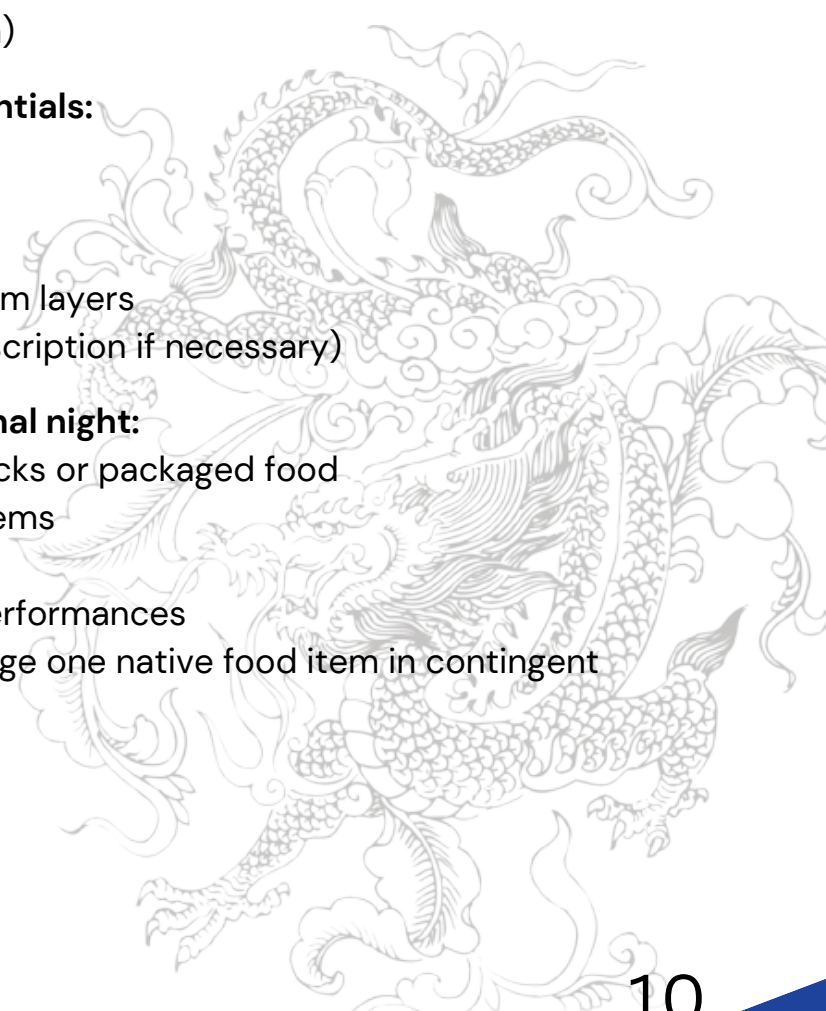 )
ntials:
m layers
cription if necessary)
nal night:
cks or packaged food
ems
erformances
ge one native food item in contingent
10